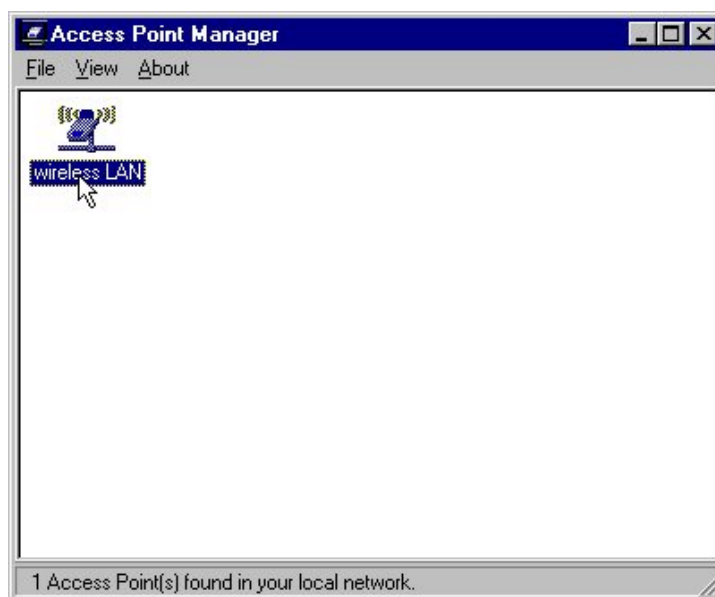 Access Point Manager
File View About
wireless LAN
1 Access Point(s) found in your local network.